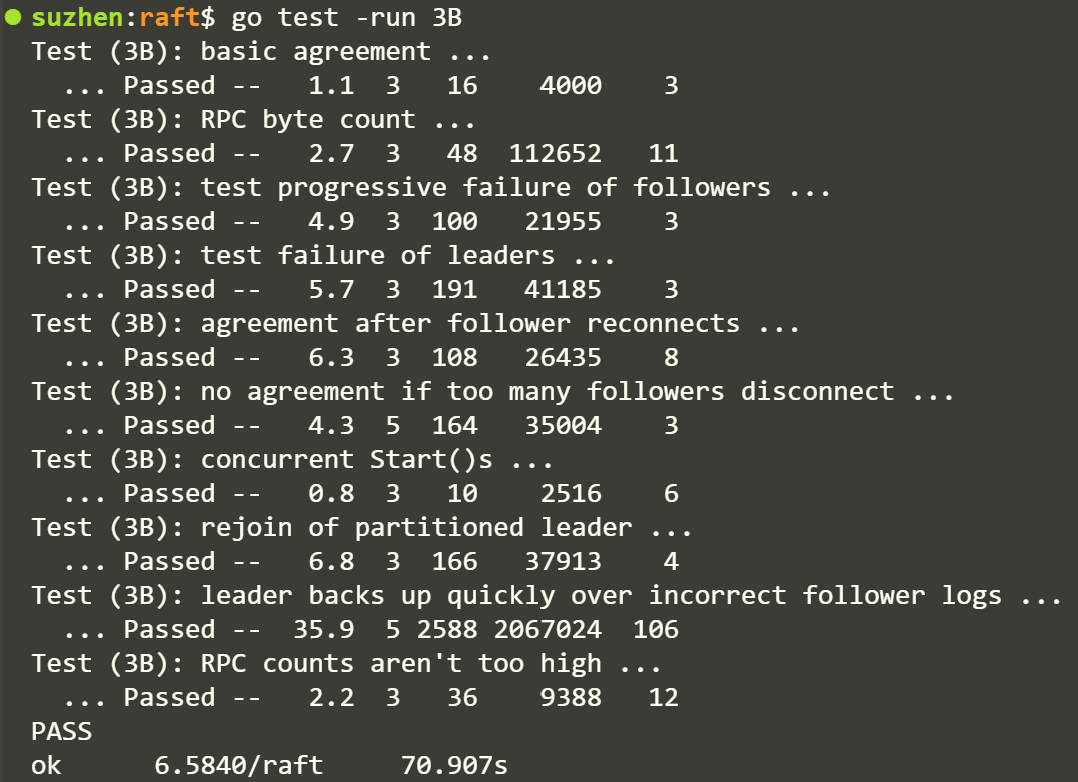 suzhen:raft$ go test -run 3B
Test (3B): basic agreement ...
  ... Passed --   1.1  3   16    4000    3
Test (3B): RPC byte count ...
  ... Passed --   2.7  3   48  112652   11
Test (3B): test progressive failure of followers ...
  ... Passed --   4.9  3  100   21955    3
Test (3B): test failure of leaders ...
  ... Passed --   5.7  3  191   41185    3
Test (3B): agreement after follower reconnects ...
  ... Passed --   6.3  3  108   26435    8
Test (3B): no agreement if too many followers disconnect ...
  ... Passed --   4.3  5  164   35004    3
Test (3B): concurrent Start()s ...
  ... Passed --   0.8  3   10    2516    6
Test (3B): rejoin of partitioned leader ...
  ... Passed --   6.8  3  166   37913    4
Test (3B): leader backs up quickly over incorrect follower logs ...
  ... Passed --  35.9  5 2588 2067024  106
Test (3B): RPC counts aren't too high ...
  ... Passed --   2.2  3   36    9388   12
PASS
ok      6.5840/raft     70.907s